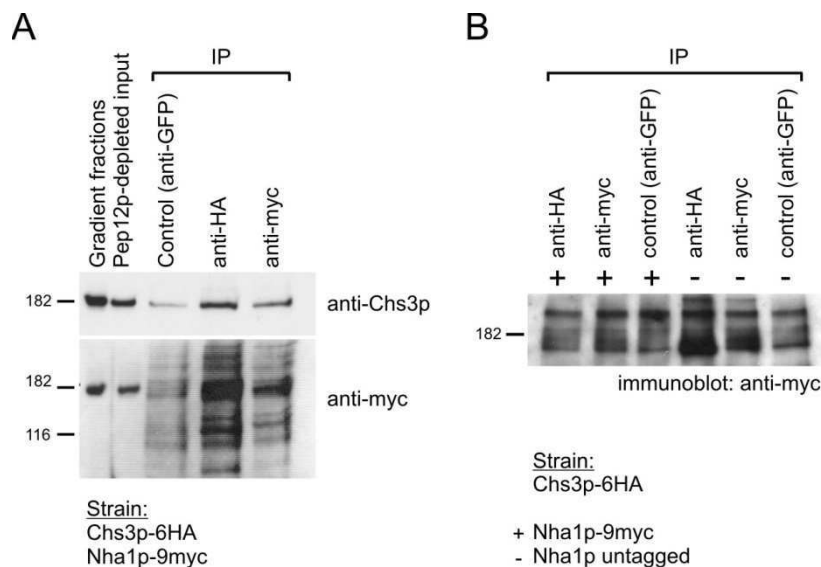 A
IP
Gradient fractions
Pep12p-depleted input
Control (anti-GFP)
anti-HA
anti-myc
182
anti-Chs3p
182
116
anti-myc
Strain:
Chs3p-6HA
Nha1p-9myc
B
IP
anti-HA
anti-myc
control (anti-GFP)
anti-HA
anti-myc
control (anti-GFP)
+ + + - - -
182
immunoblot: anti-myc
Strain:
Chs3p-6HA
+ Nha1p-9myc
- Nha1p untagged